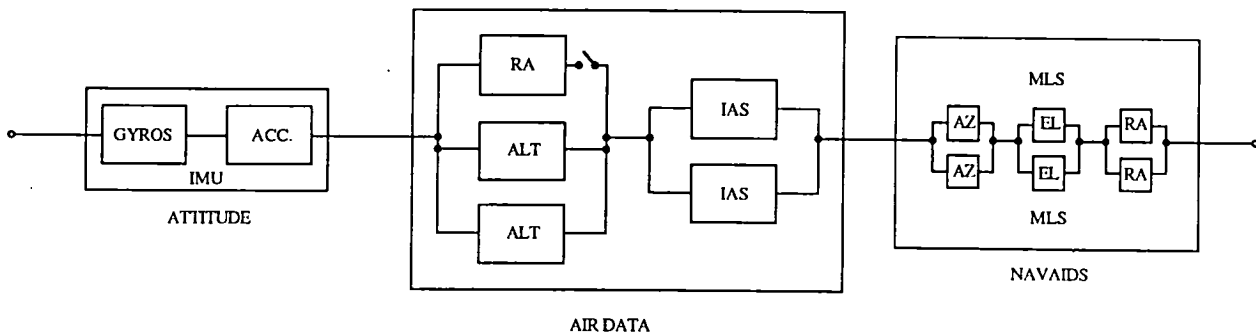 GYROS
ACC.
IMU
ATTITUDE
RA
ALT
ALT
IAS
IAS
AIR DATA
MLS
AZ
EL
RA
AZ
EL
RA
MLS
NAVAIDS